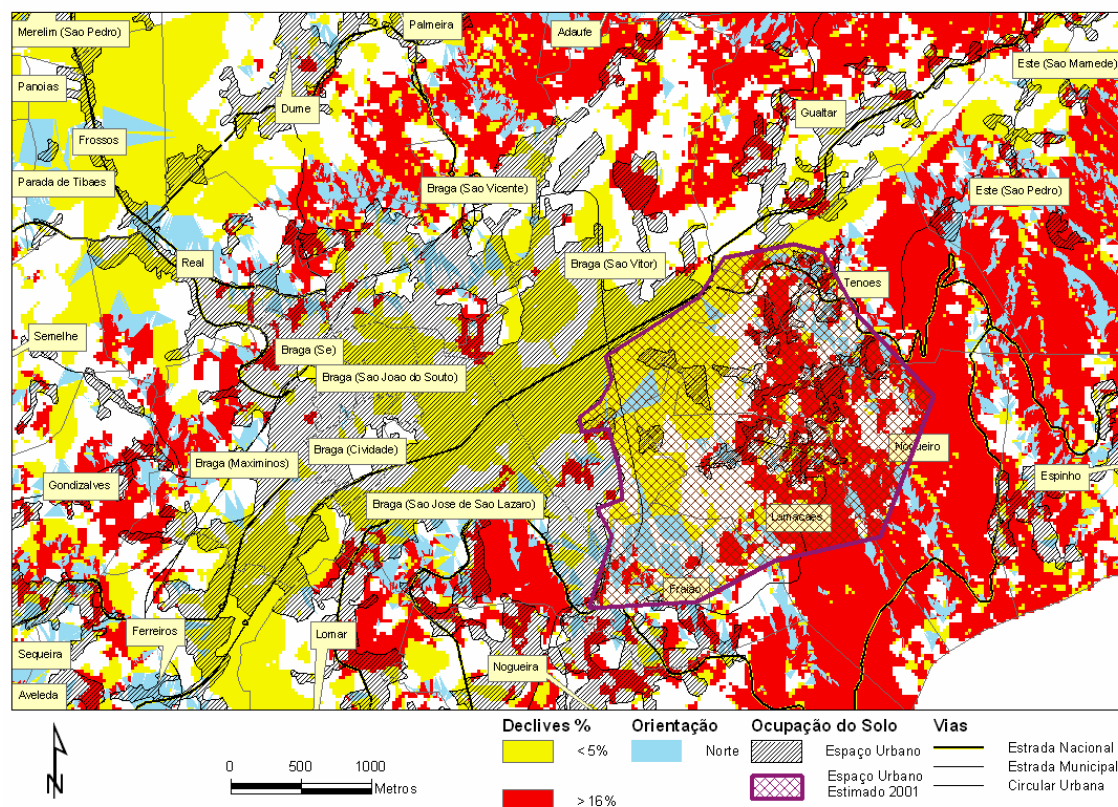 Merelim (Sao Pedro)
Palmeira
Adaufe
Este (Sao Mamede)
Panoias
Dume
Gualtar
Frossos
Parada de Tibaes
Braga (Sao Vicente)
Este (Sao Pedro)
Real
Braga (Sao Vitor)
Tenoes
Semelhe
Braga (Se)
Braga (Sao Joao do Souto)
Braga (Cividade)
Nogueiro
Braga (Maximinos)
Gondizalves
Espinho
Braga (Sao Jose de Sao Lazaro)
Lamacaes
Fraiao
Ferreiros
Lomar
Sequeira
Nogueira
Aveleda
N
0 500 1000
Metros
Declives %
< 5%
> 16%
Orientação
Norte
Ocupação do Solo
Espaço Urbano
Espaço Urbano
Estimado 2001
Vias
Estrada Nacional
Estrada Municipal
Circular Urbana